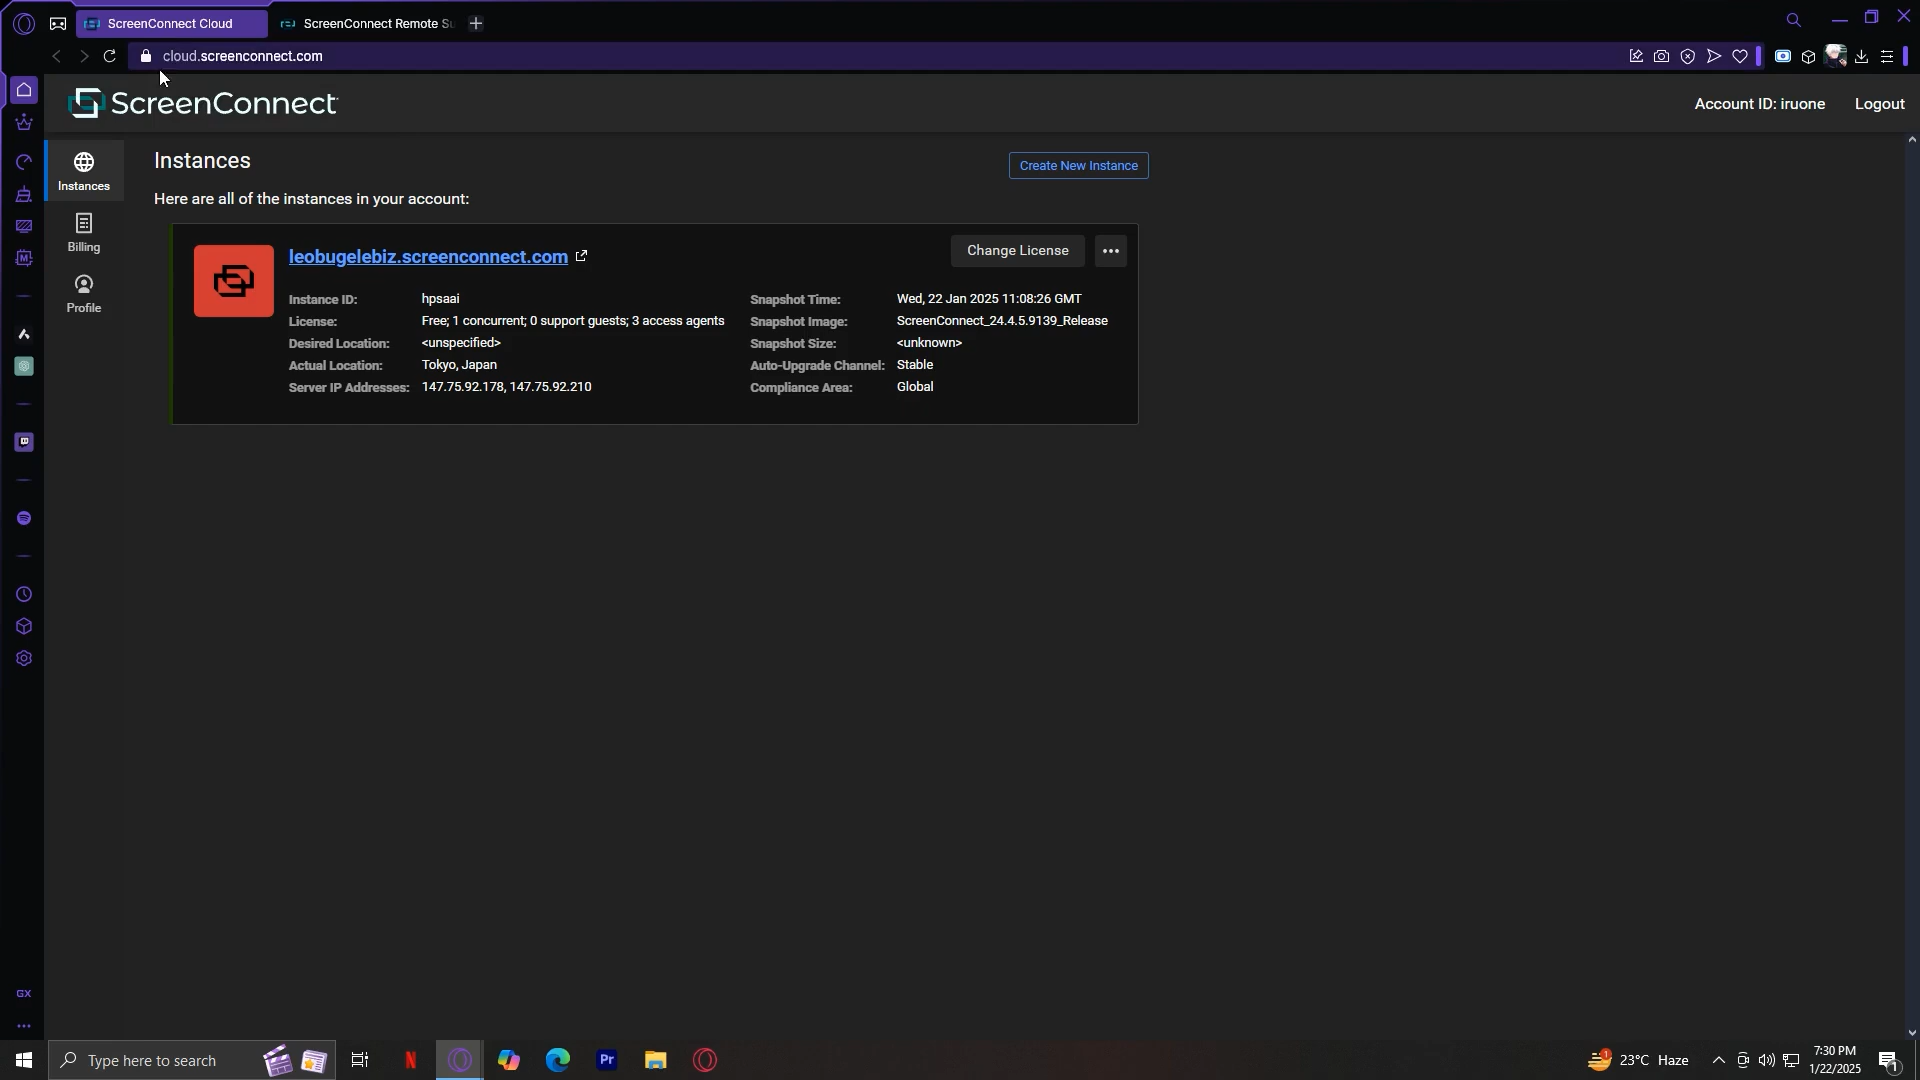 ScreenConnect Cloud
ScreenConnect Remote Su
cloud.screenconnect.com
ScreenConnect
Account ID: iruone
Logout
Instances
Billing
Profile
Instances
Create New Instance
Here are all of the instances in your account:
leobugelebiz.screenconnect.com
Change License
Instance ID: hpsaai
License: Free; 1 concurrent; 0 support guests; 3 access agents
Desired Location: <unspecified>
Actual Location: Tokyo, Japan
Server IP Addresses: 147.75.92.178, 147.75.92.210
Snapshot Time: Wed, 22 Jan 2025 11:08:26 GMT
Snapshot Image: ScreenConnect_24.4.5.9139_Release
Snapshot Size: <unknown>
Auto-Upgrade Channel: Stable
Compliance Area: Global
M
GX
Type here to search
N
Pr
1
23°C Haze
7:30 PM
1/22/2025
1